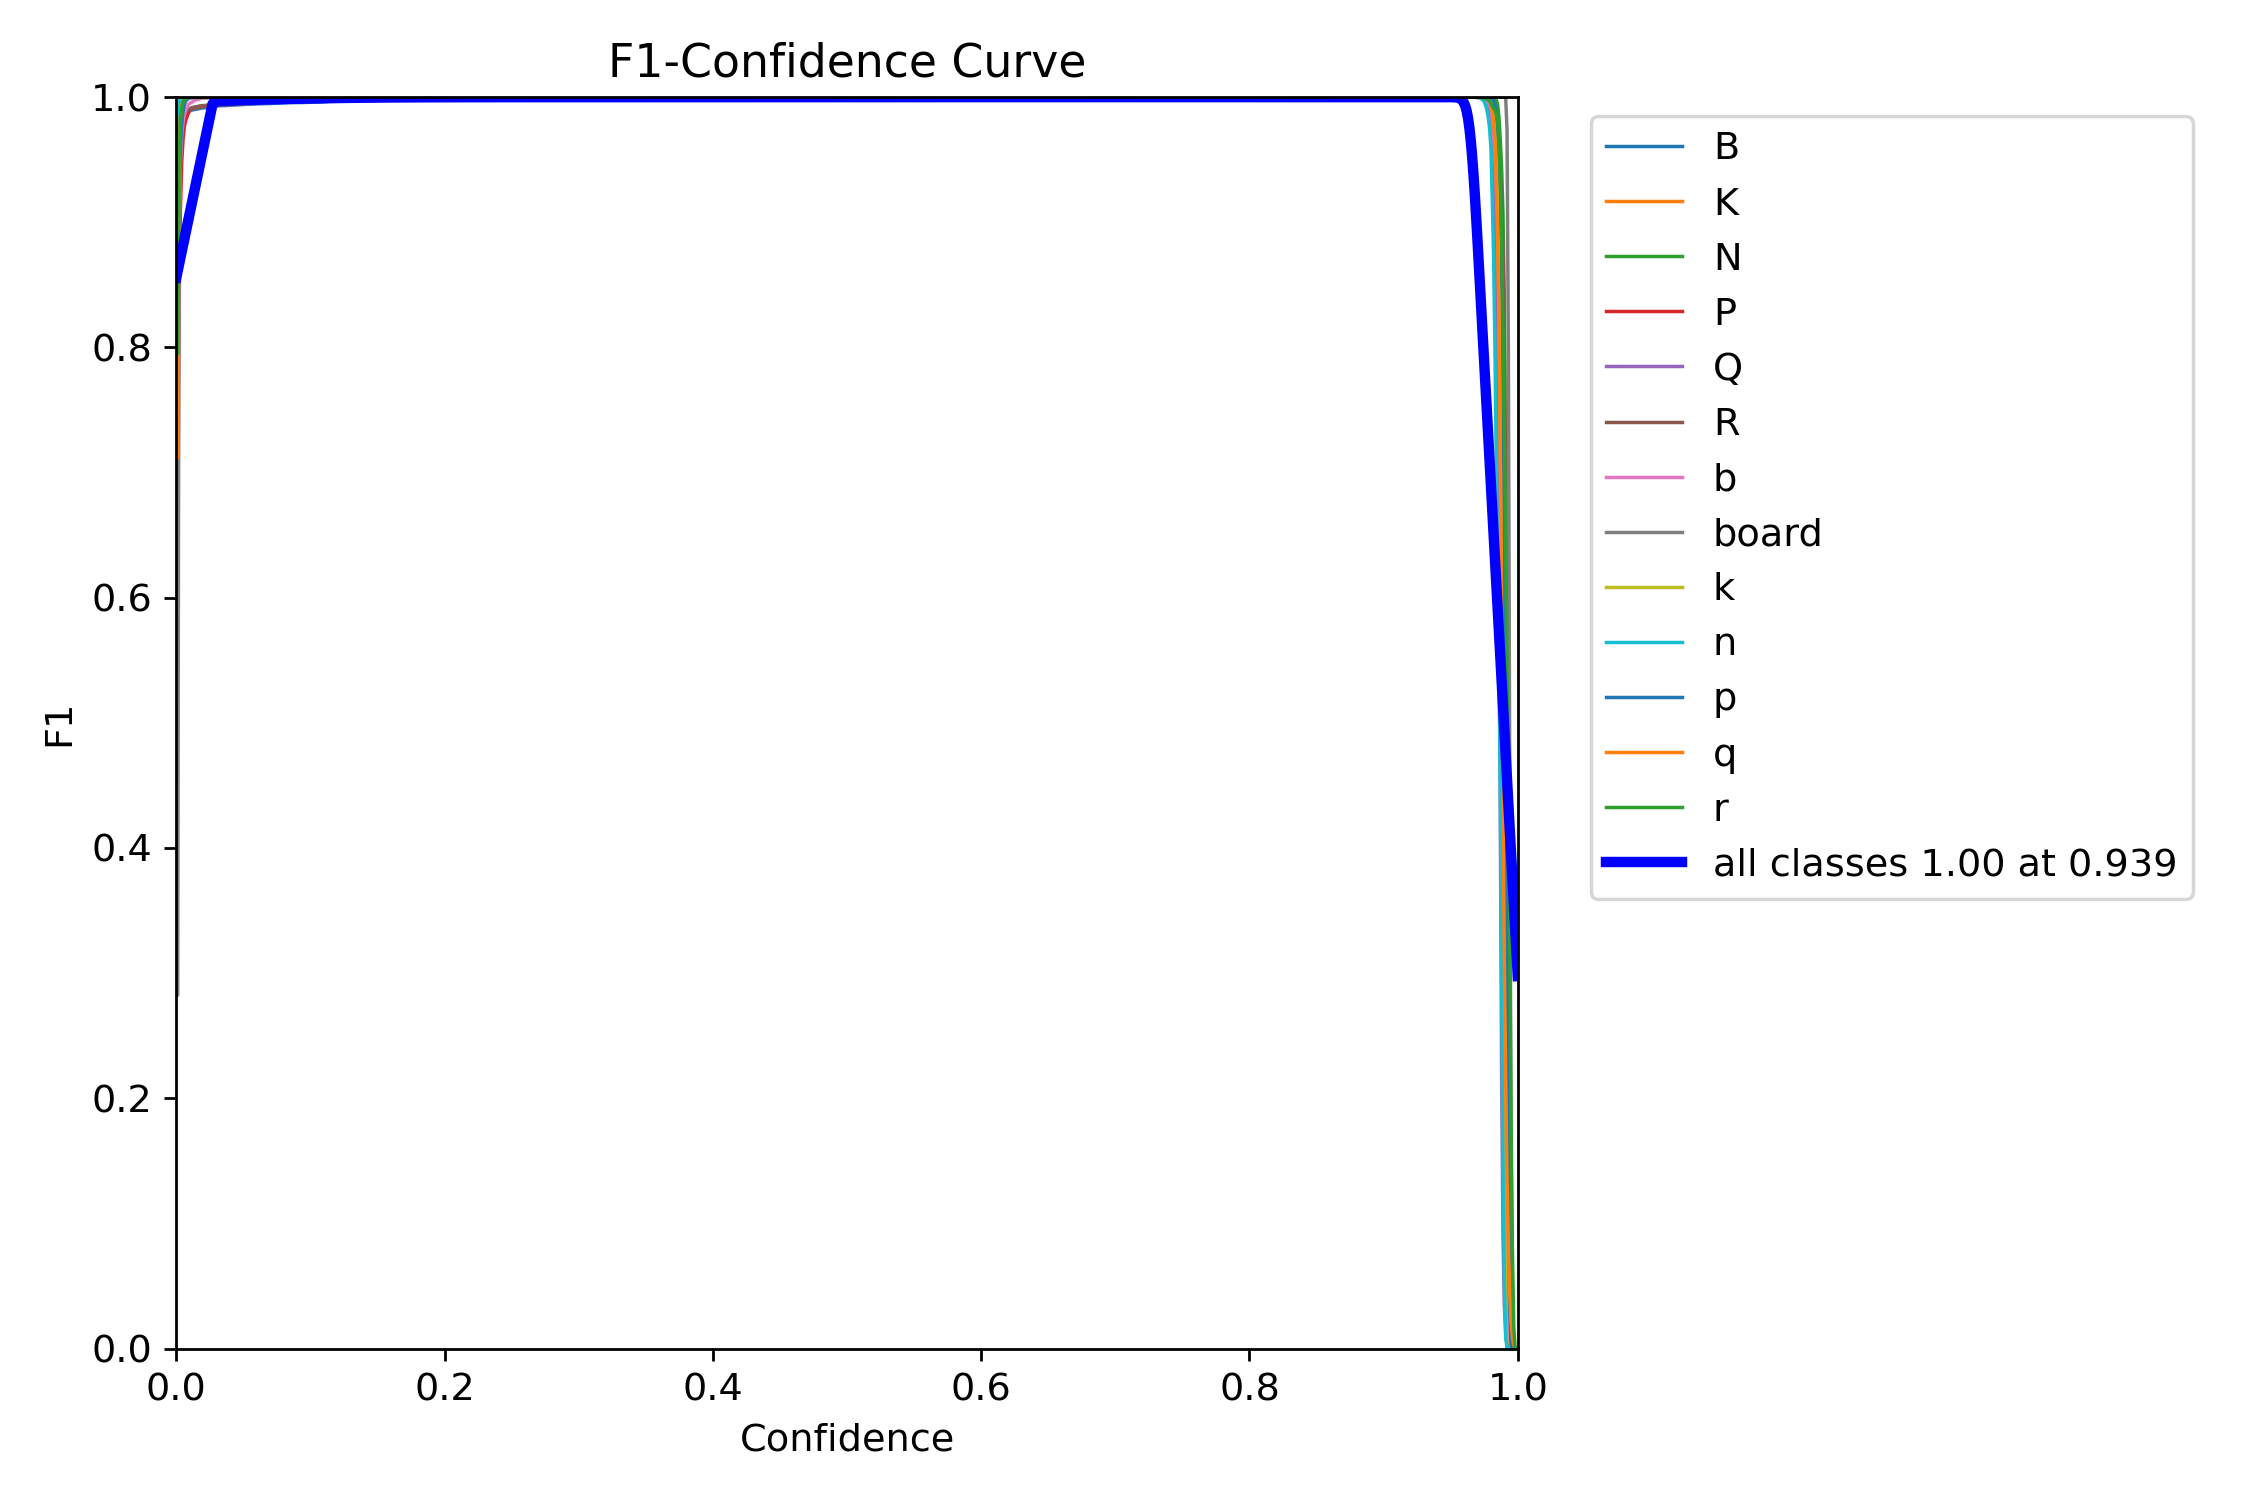 F1-Confidence Curve
1.0
0.8
0.6
0.4
0.2
0.0
F1
0.0 0.2 0.4 0.6 0.8 1.0
Confidence
B
K
N
P
Q
R
b
board
k
n
p
q
r
all classes 1.00 at 0.939